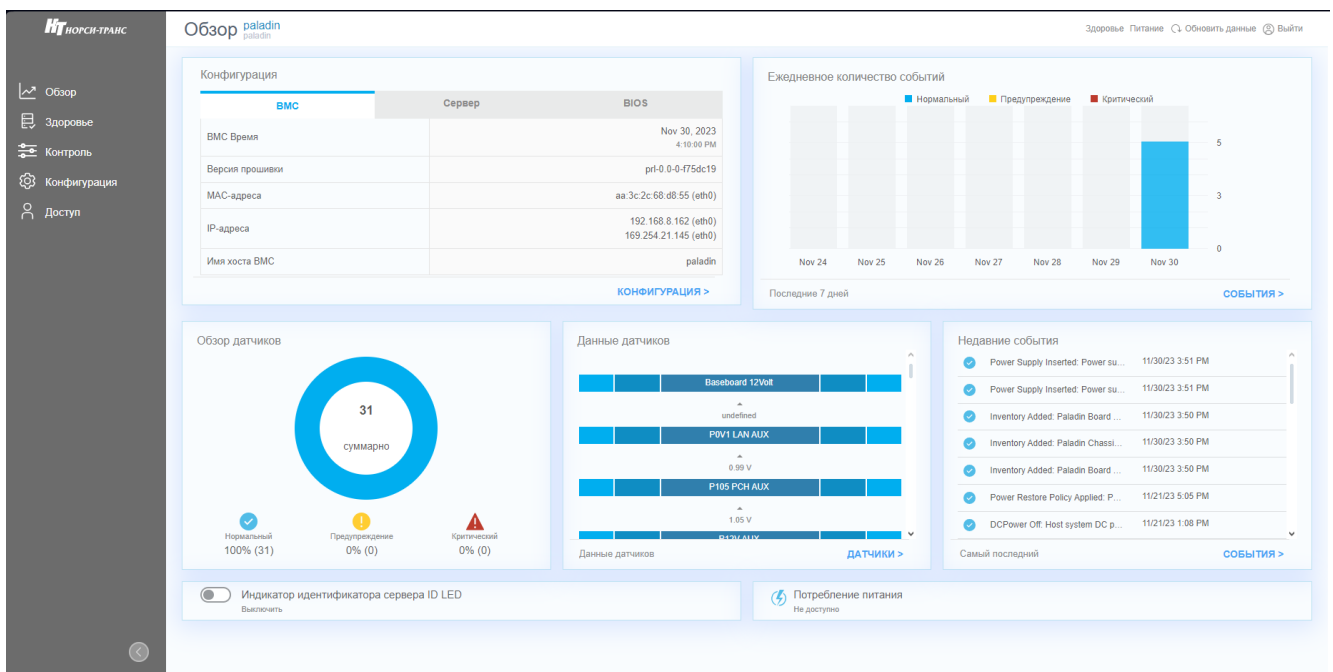 НТ НОРСИ-ТРАНС
Обзор
paladin
paladin
Здоровье Питание Обновить данные Выйти
Обзор
Здоровье
Контроль
Конфигурация
Доступ
Конфигурация
BMC Сервер BIOS
BMC Время Nov 30, 2023
4:10:00 PM
Версия прошивки prl-0.0-0-f75dc19
MAC-адреса aa:3c:2c:68:d8:55 (eth0)
IP-адреса 192.168.8.162 (eth0)
169.254.21.145 (eth0)
Имя хоста BMC paladin
КОНФИГУРАЦИЯ >
Ежедневное количество событий
Нормальный Предупреждение Критический
5
3
0
Nov 24 Nov 25 Nov 26 Nov 27 Nov 28 Nov 29 Nov 30
Последние 7 дней СОБЫТИЯ >
Обзор датчиков
31
суммарно
Нормальный Предупреждение Критический
100% (31) 0% (0) 0% (0)
Данные датчиков
Baseboard 12Volt
undefined
P0V1 LAN AUX
0.99 V
P105 PCH AUX
1.05 V
P12V AUX
Данные датчиков ДАТЧИКИ >
Недавние события
Power Supply Inserted: Power su... 11/30/23 3:51 PM
Power Supply Inserted: Power su... 11/30/23 3:51 PM
Inventory Added: Paladin Board ... 11/30/23 3:50 PM
Inventory Added: Paladin Chassi... 11/30/23 3:50 PM
Inventory Added: Paladin Board ... 11/30/23 3:50 PM
Power Restore Policy Applied: P... 11/21/23 5:05 PM
DCPower Off: Host system DC p... 11/21/23 1:08 PM
Самый последний СОБЫТИЯ >
Индикатор идентификатора сервера ID LED
Выключить
Потребление питания
Не доступно